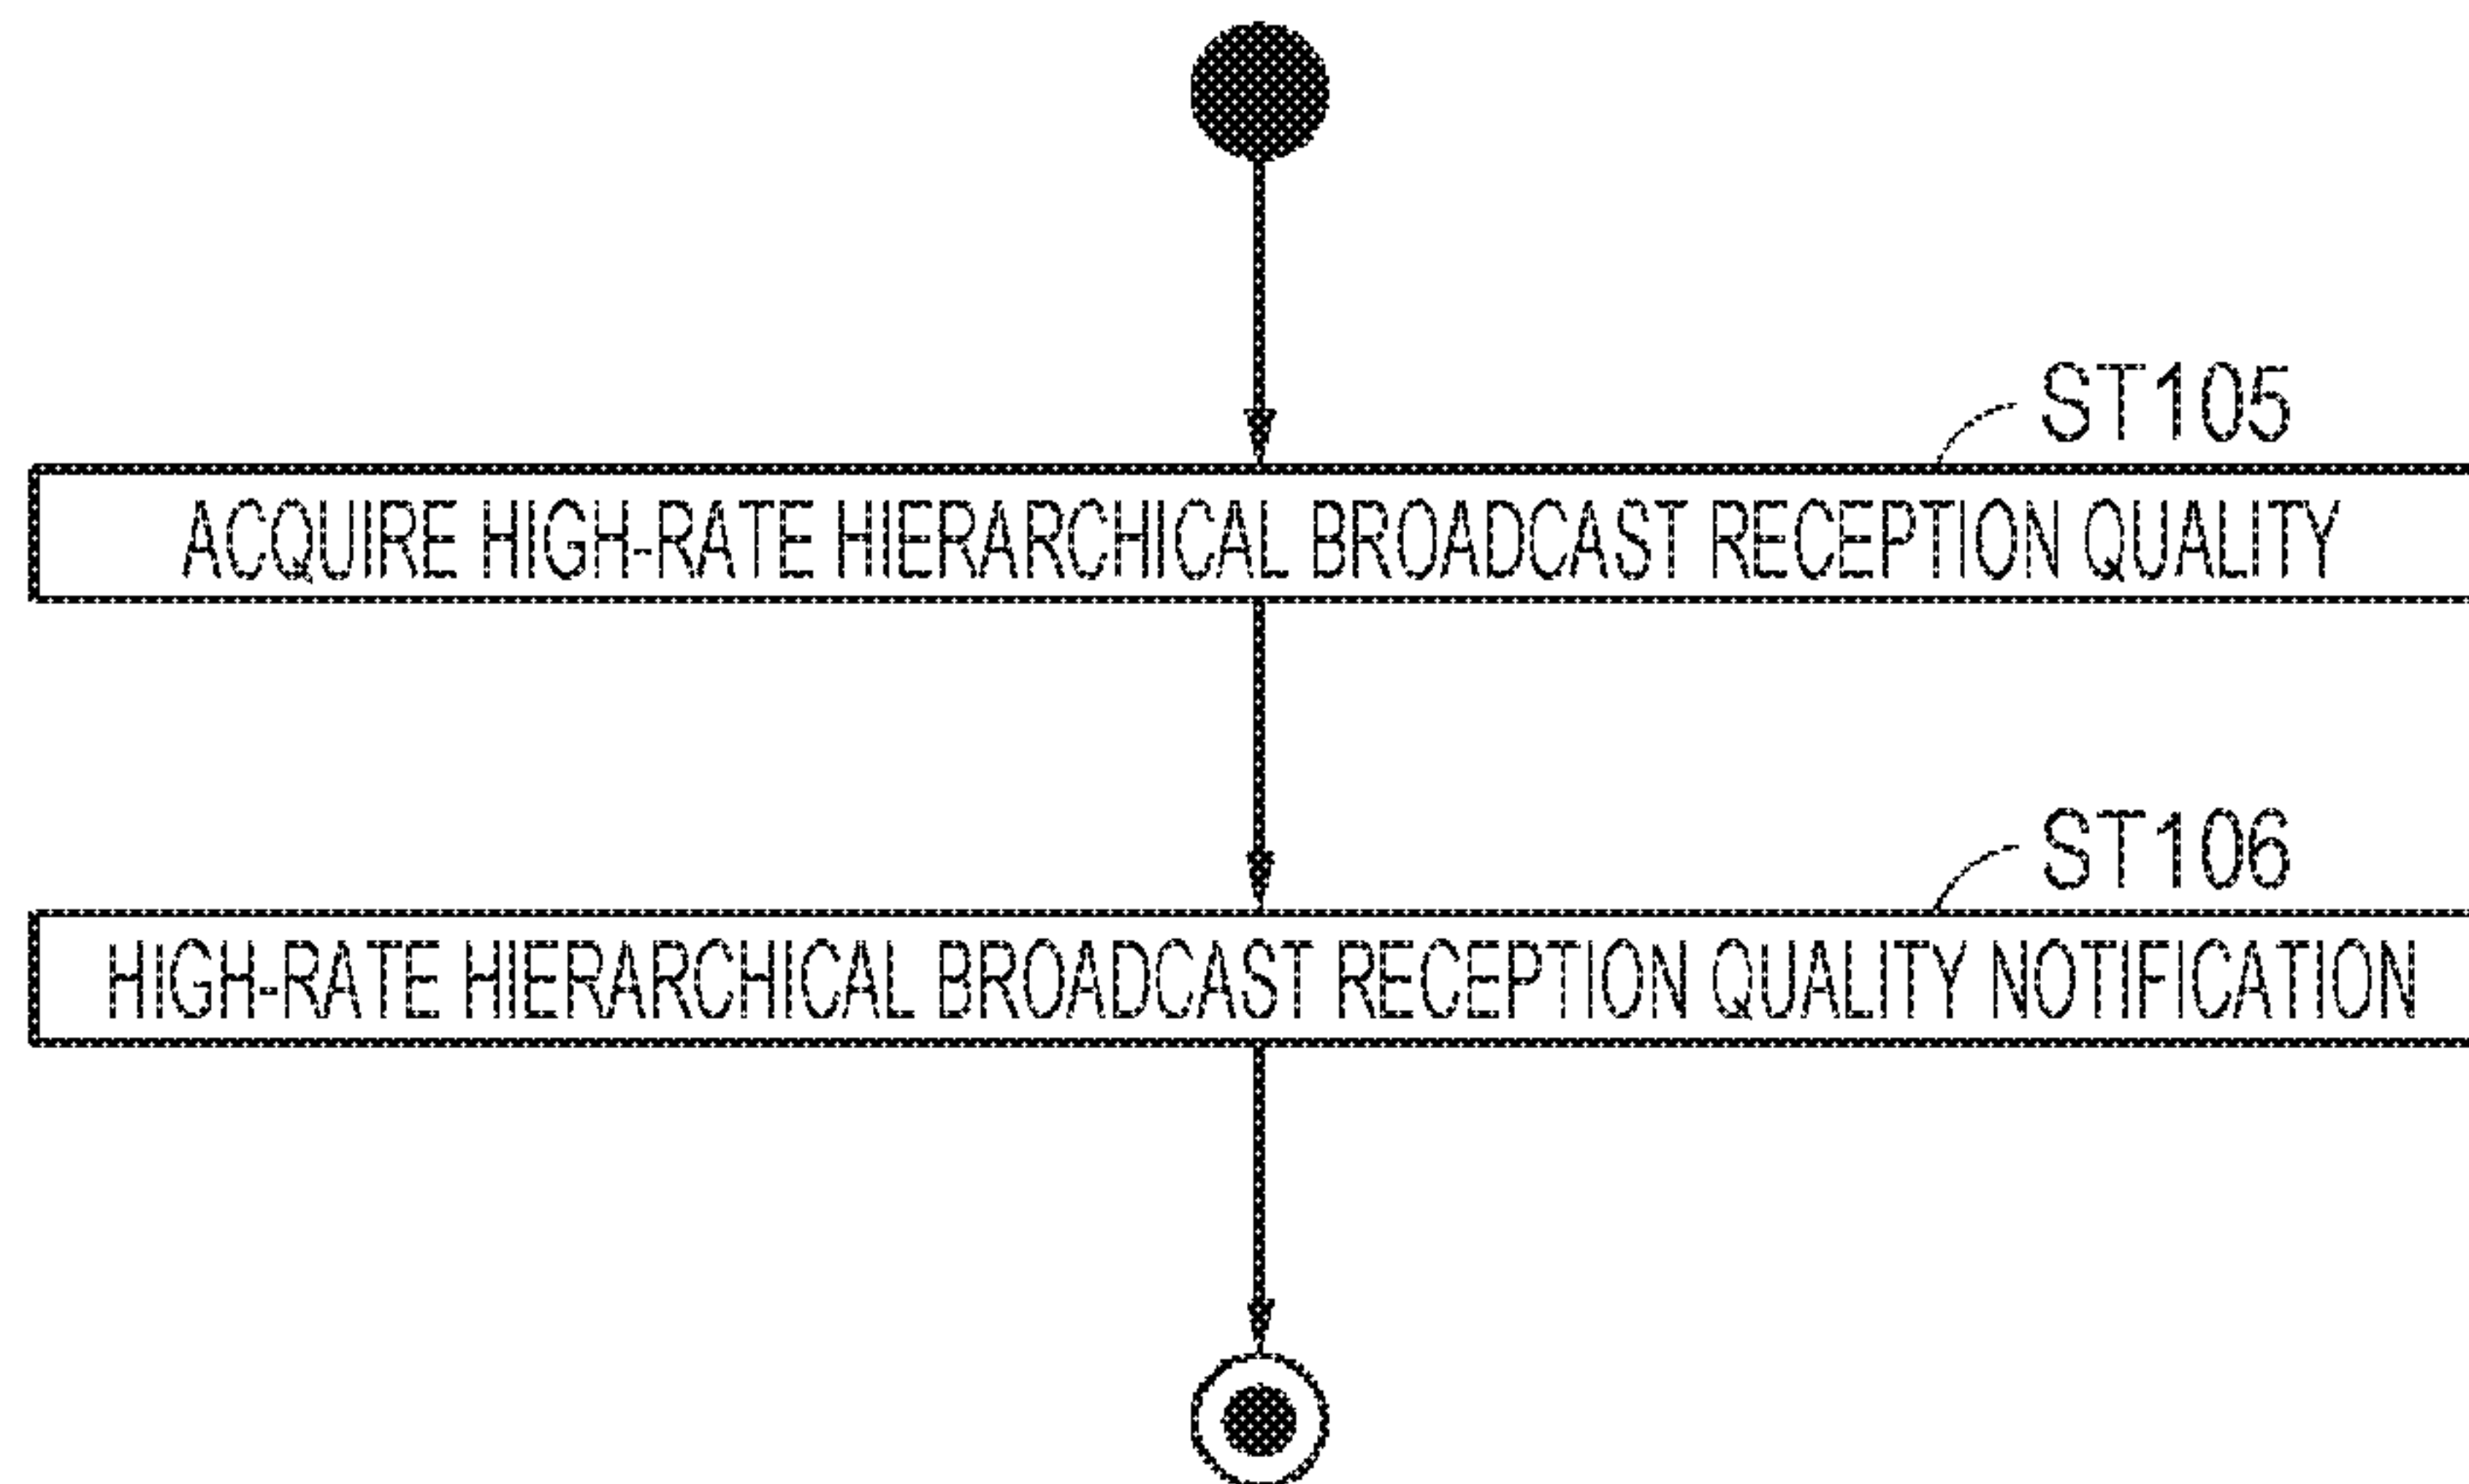 ST105
ACQUIRE HIGH-RATE HIERARCHICAL BROADCAST RECEPTION QUALITY
ST106
HIGH-RATE HIERARCHICAL BROADCAST RECEPTION QUALITY NOTIFICATION